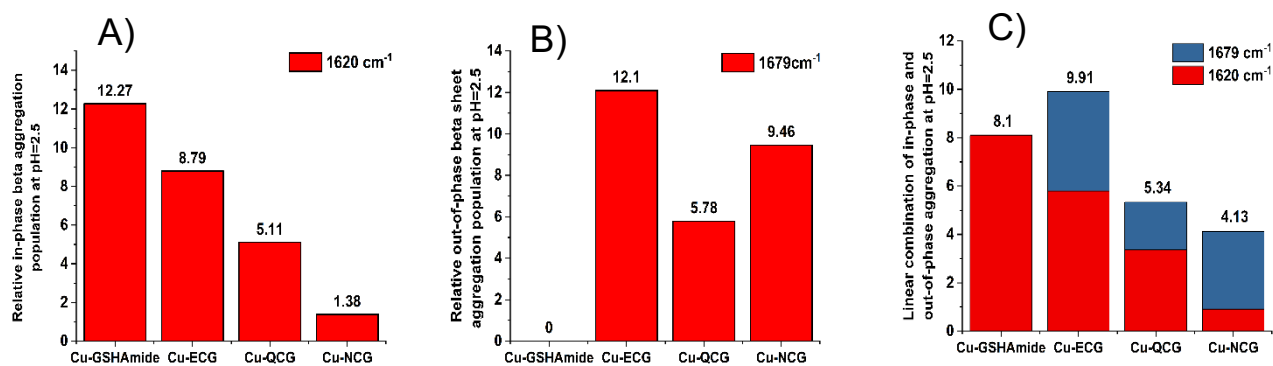 A)
Relative in-phase beta aggregation
population at pH=2.5
14
12
10
8
6
4
2
0
1620 cm⁻¹
12.27
8.79
5.11
1.38
Cu-GSHAmide Cu-ECG Cu-QCG Cu-NCG
B)
Relative out-of-phase beta sheet
aggregation population at pH=2.5
14
12
10
8
6
4
2
0
1679cm⁻¹
0
12.1
5.78
9.46
Cu-GSHAmide Cu-ECG Cu-QCG Cu-NCG
C)
Linear combination of in-phase and
out-of-phase aggregation at pH=2.5
12
10
8
6
4
2
0
1679 cm⁻¹
1620 cm⁻¹
8.1
9.91
5.34
4.13
Cu-GSHAmide Cu-ECG Cu-QCG Cu-NCG